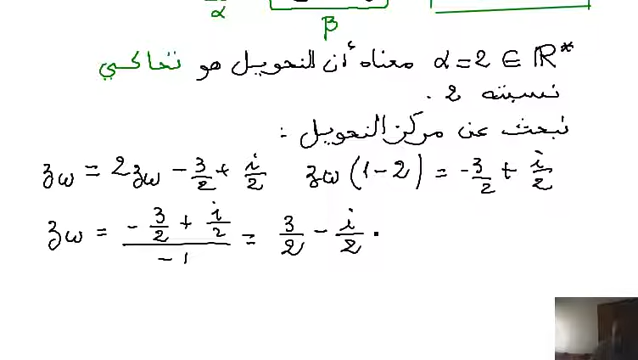 α
β
α = 2 ∈ ℝ* معناه أن التحويل هو تحاكي
نسبته 2 .
نبحث عن مركز التحويل :
zω = 2zω - 3/2 + i/2    zω (1-2) = -3/2 + i/2
zω = (- 3/2 + i/2)/(-1) = 3/2 - i/2 .